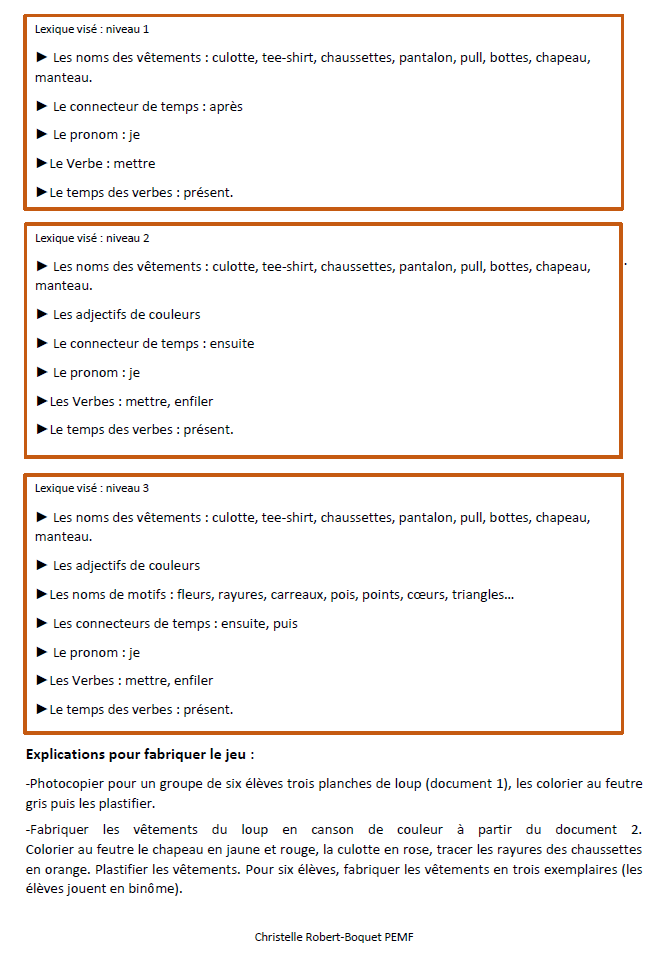 Lexique visé : niveau 1
► Les noms des vêtements : culotte, tee-shirt, chaussettes, pantalon, pull, bottes, chapeau,
manteau.
► Le connecteur de temps : après
► Le pronom : je
►Le Verbe : mettre
►Le temps des verbes : présent.
Lexique visé : niveau 2
► Les noms des vêtements : culotte, tee-shirt, chaussettes, pantalon, pull, bottes, chapeau, .
manteau.
► Les adjectifs de couleurs
► Le connecteur de temps : ensuite
► Le pronom : je
►Les Verbes : mettre, enfiler
►Le temps des verbes : présent.
Lexique visé : niveau 3
► Les noms des vêtements : culotte, tee-shirt, chaussettes, pantalon, pull, bottes, chapeau,
manteau.
► Les adjectifs de couleurs
►Les noms de motifs : fleurs, rayures, carreaux, pois, points, cœurs, triangles…
► Les connecteurs de temps : ensuite, puis
► Le pronom : je
►Les Verbes : mettre, enfiler
►Le temps des verbes : présent.
Explications pour fabriquer le jeu :
-Photocopier pour un groupe de six élèves trois planches de loup (document 1), les colorier au feutre
gris puis les plastifier.
-Fabriquer les vêtements du loup en canson de couleur à partir du document 2.
Colorier au feutre le chapeau en jaune et rouge, la culotte en rose, tracer les rayures des chaussettes
en orange. Plastifier les vêtements. Pour six élèves, fabriquer les vêtements en trois exemplaires (les
élèves jouent en binôme).
Christelle Robert-Boquet PEMF